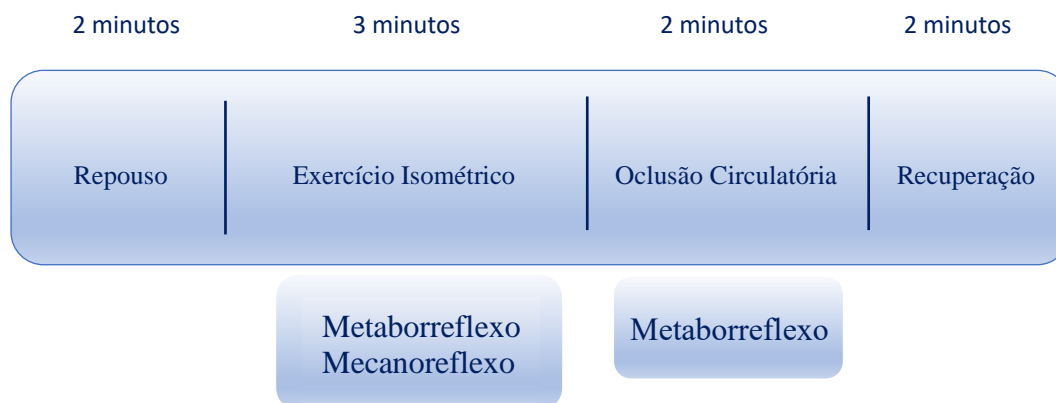 2 minutos 3 minutos 2 minutos 2 minutos
Repouso Exercício Isométrico Oclusão Circulatória Recuperação
Metaborreflexo
Mecanoreflexo
Metaborreflexo